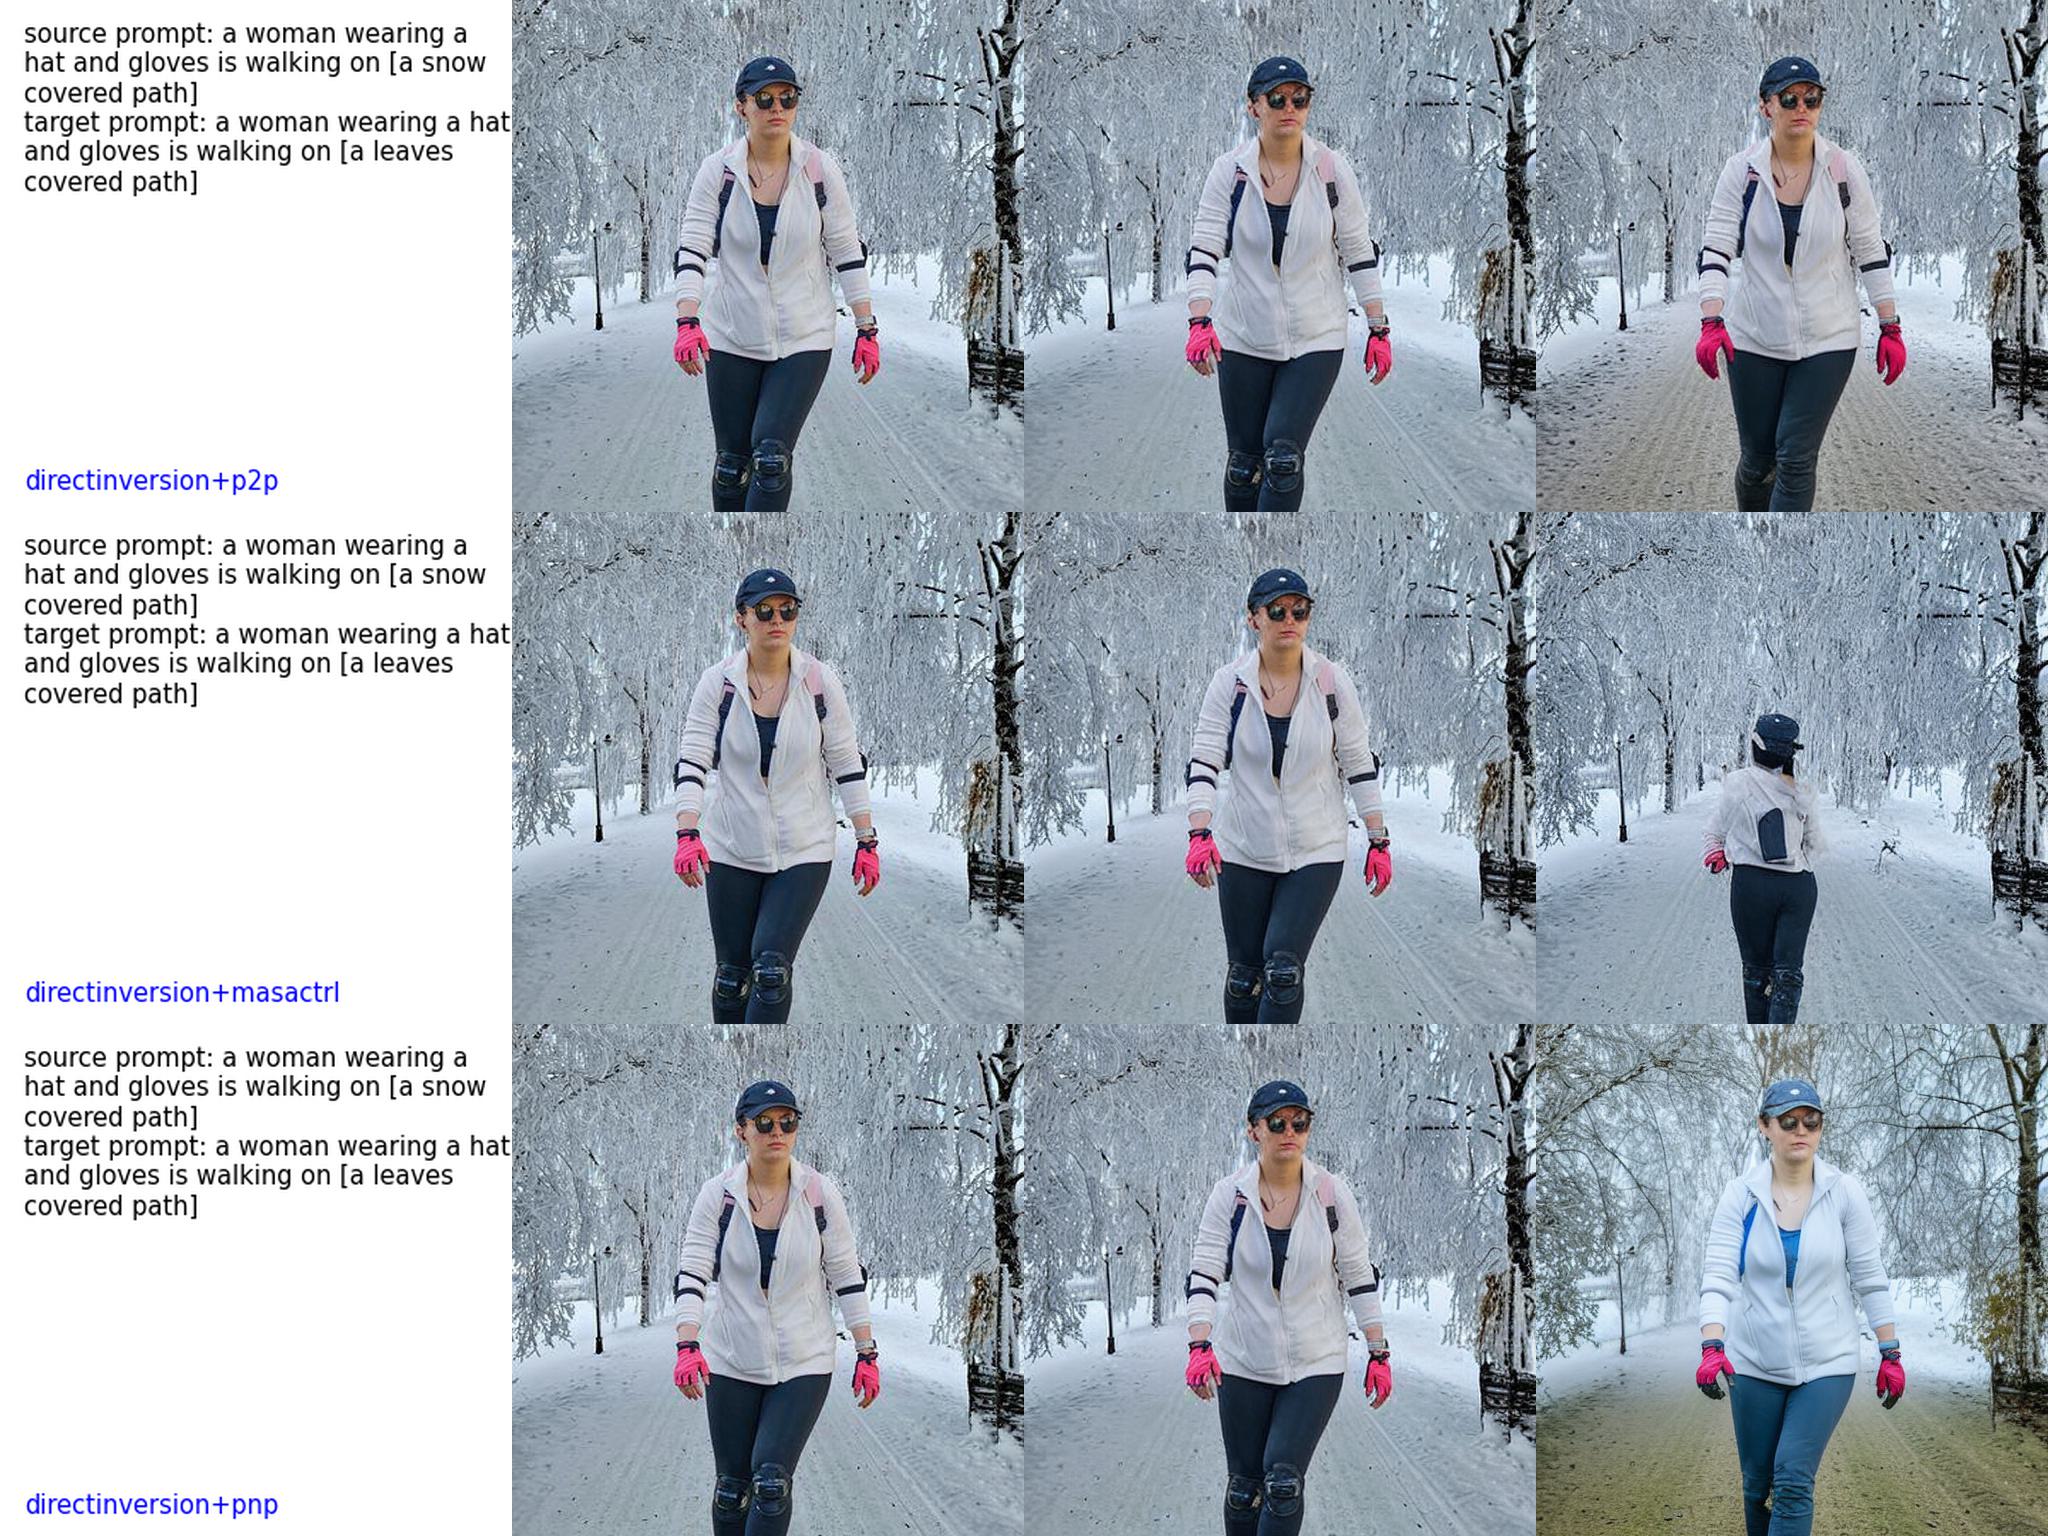 source prompt: a woman wearing a
hat and gloves is walking on [a snow
covered path]
target prompt: a woman wearing a hat
and gloves is walking on [a leaves
covered path]
directinversion+p2p
source prompt: a woman wearing a
hat and gloves is walking on [a snow
covered path]
target prompt: a woman wearing a hat
and gloves is walking on [a leaves
covered path]
directinversion+masactrl
source prompt: a woman wearing a
hat and gloves is walking on [a snow
covered path]
target prompt: a woman wearing a hat
and gloves is walking on [a leaves
covered path]
directinversion+pnp